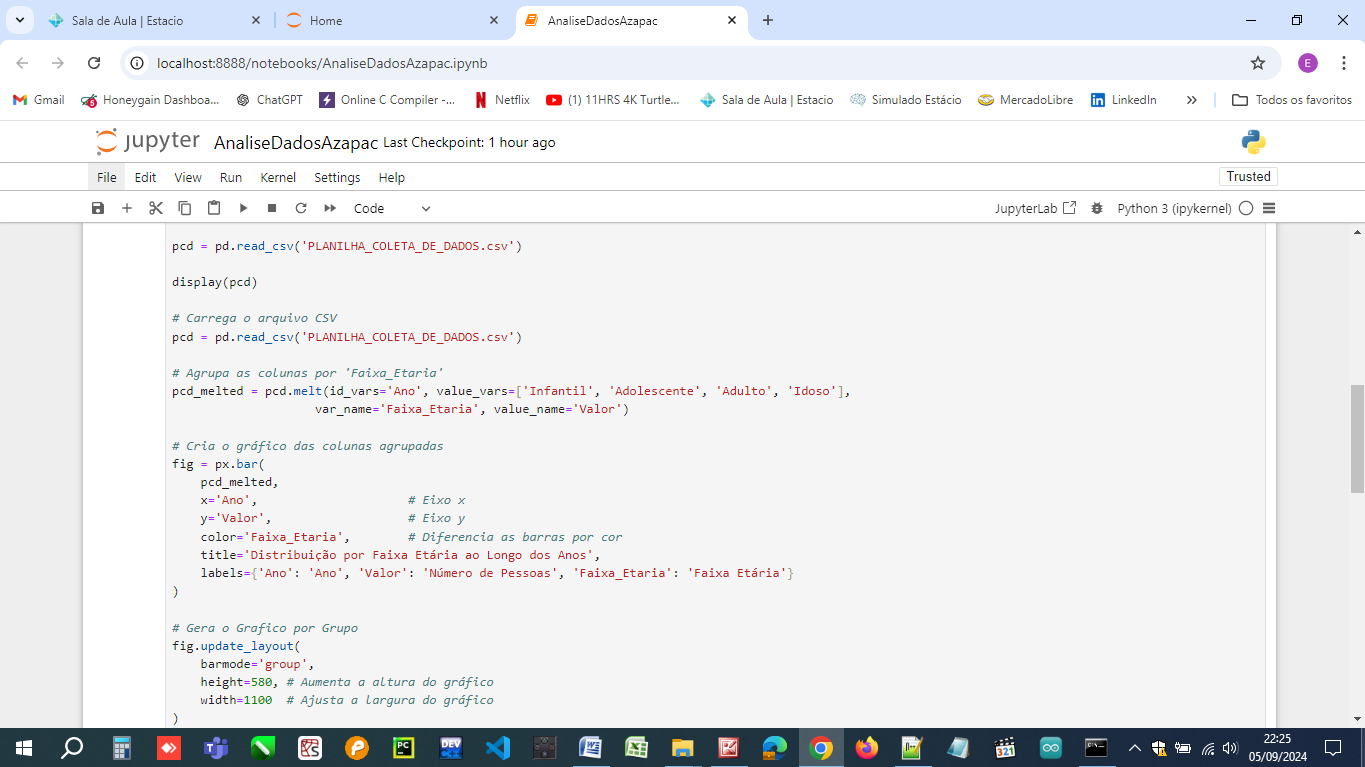 Sala de Aula | Estacio
Home
AnaliseDadosAzapac
localhost:8888/notebooks/AnaliseDadosAzapac.ipynb
E
Gmail
Honeygain Dashboa...
ChatGPT
Online C Compiler -...
Netflix
(1) 11HRS 4K Turtle...
Sala de Aula | Estacio
Simulado Estácio
MercadoLibre
LinkedIn
Todos os favoritos
jupyter AnaliseDadosAzapac Last Checkpoint: 1 hour ago
File Edit View Run Kernel Settings Help
Trusted
Code
JupyterLab
Python 3 (ipykernel)
pcd = pd.read_csv('PLANILHA_COLETA_DE_DADOS.csv')
display(pcd)
# Carrega o arquivo CSV
pcd = pd.read_csv('PLANILHA_COLETA_DE_DADOS.csv')
# Agrupa as colunas por 'Faixa_Etaria'
pcd_melted = pcd.melt(id_vars='Ano', value_vars=['Infantil', 'Adolescente', 'Adulto', 'Idoso'],
var_name='Faixa_Etaria', value_name='Valor')
# Cria o gráfico das colunas agrupadas
fig = px.bar(
pcd_melted,
x='Ano', # Eixo x
y='Valor', # Eixo y
color='Faixa_Etaria', # Diferencia as barras por cor
title='Distribuição por Faixa Etária ao Longo dos Anos',
labels={'Ano': 'Ano', 'Valor': 'Número de Pessoas', 'Faixa_Etaria': 'Faixa Etária'}
)
# Gera o Grafico por Grupo
fig.update_layout(
barmode='group',
height=580, # Aumenta a altura do gráfico
width=1100 # Ajusta a largura do gráfico
)
PC
DEV
321
22:25
05/09/2024